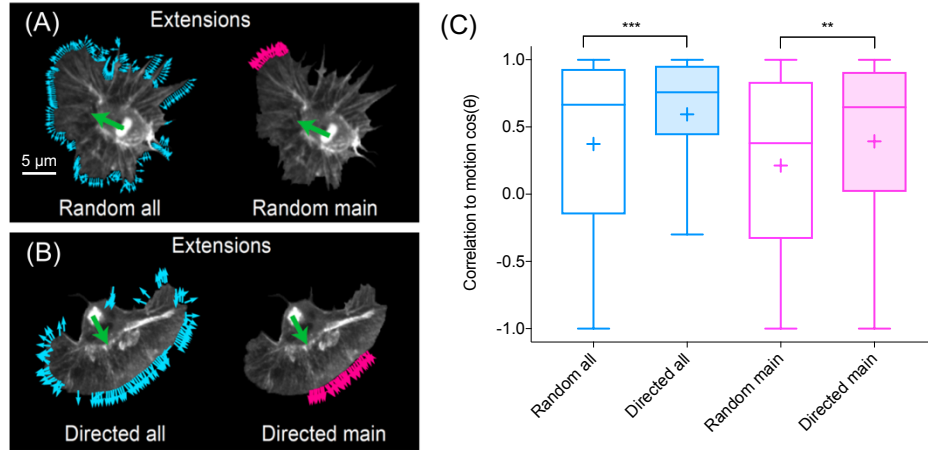 (A)
Extensions
5 μm
Random all
Random main
(B)
Extensions
Directed all
Directed main
(C)
***
**
Correlation to motion cos(θ)
1.0
0.5
0.0
-0.5
-1.0
Random all
Directed all
Random main
Directed main